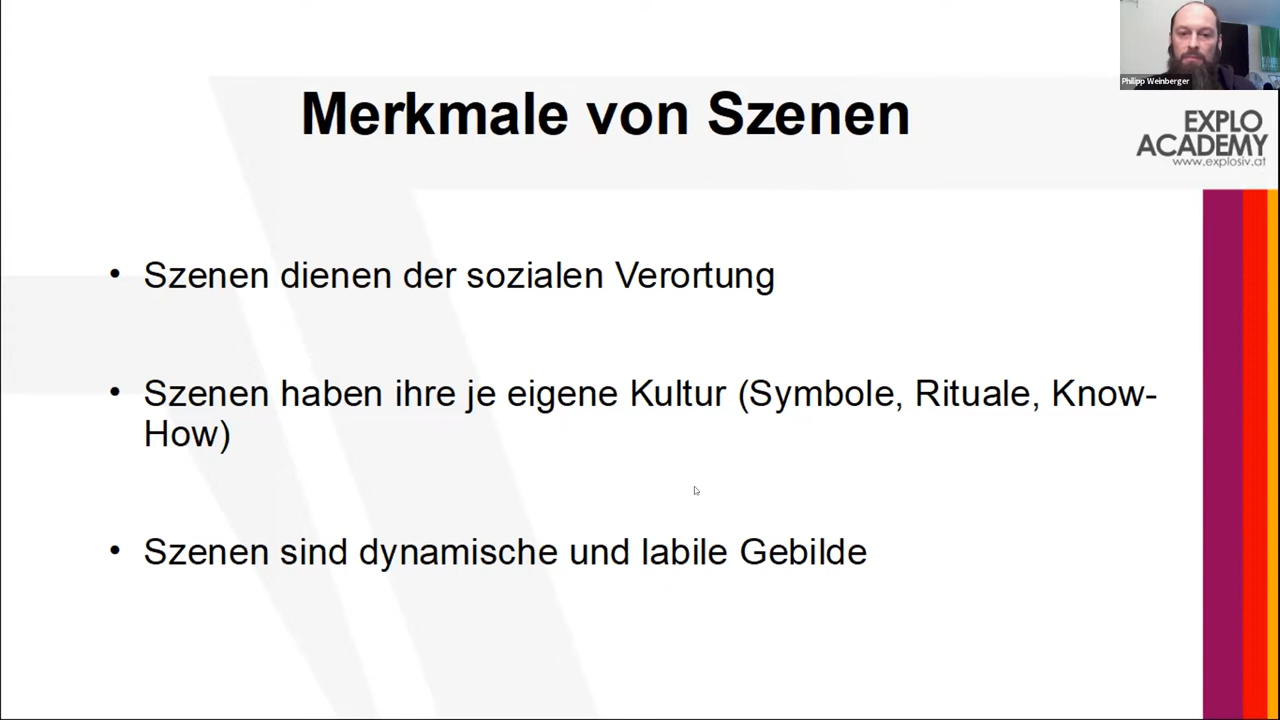 Philipp Weinberger
Merkmale von Szenen
EXPLO
ACADEMY
www.explosiv.at
• Szenen dienen der sozialen Verortung
• Szenen haben ihre je eigene Kultur (Symbole, Rituale, Know-
How)
• Szenen sind dynamische und labile Gebilde